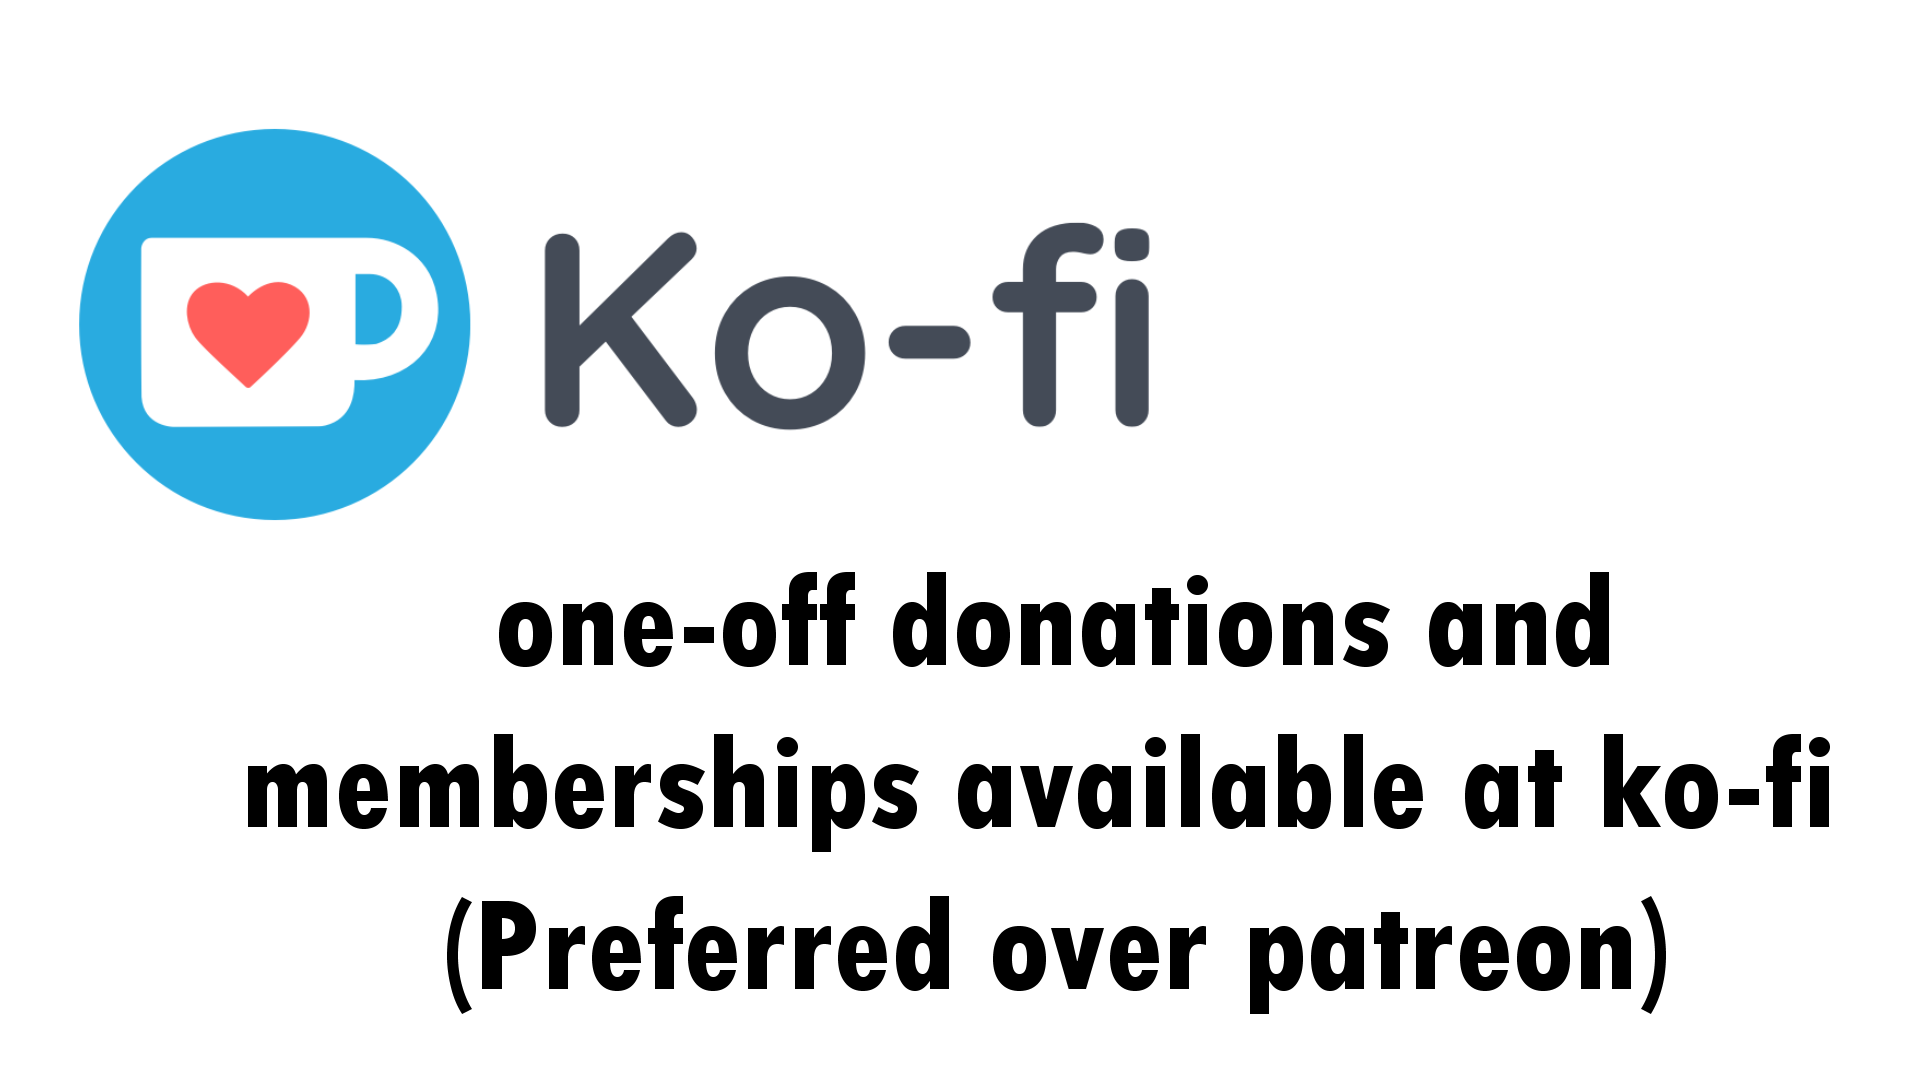 Ko-fi
one-off donations and
memberships available at ko-fi
(Preferred over patreon)